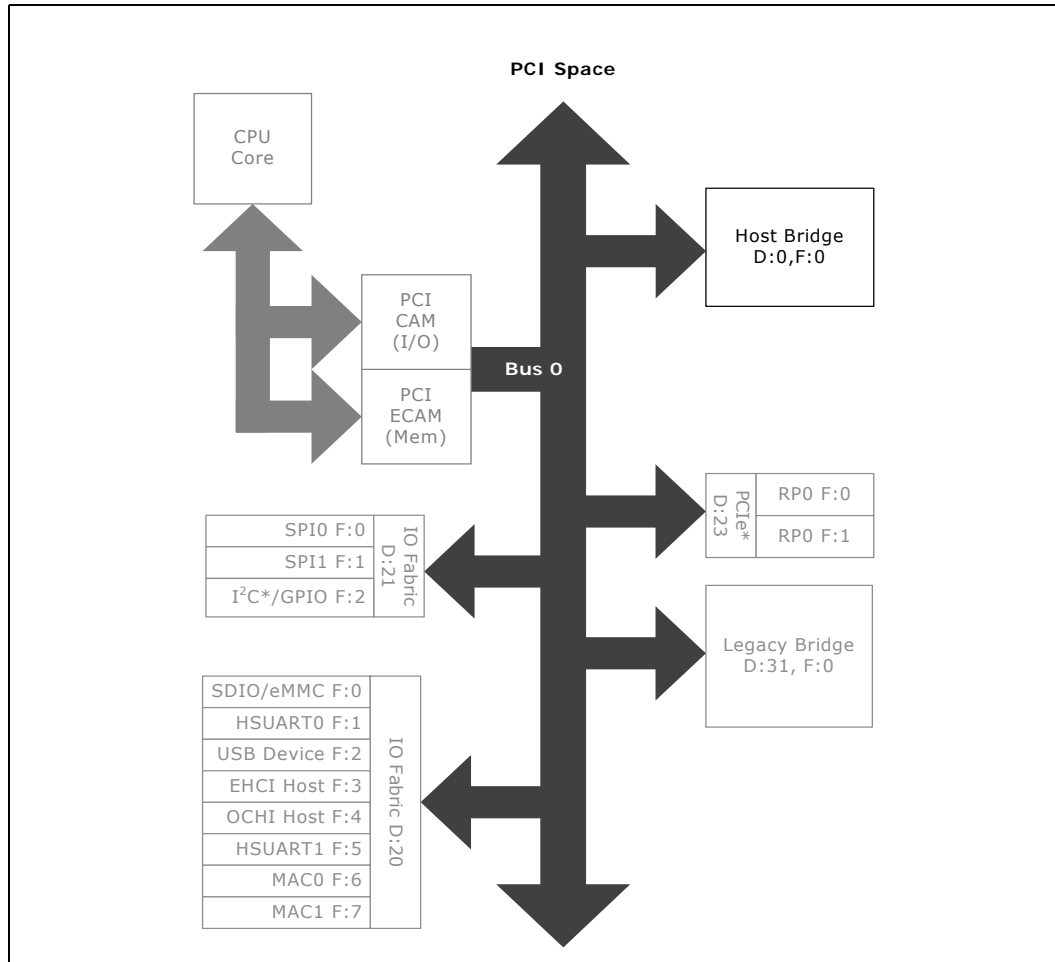 PCI Space
CPU
Core
Host Bridge
D:0,F:0
PCI
CAM
(I/O)
Bus 0
PCI
ECAM
(Mem)
PCIe*
D:23
RP0 F:0
RP0 F:1
SPI0 F:0
SPI1 F:1
I²C*/GPIO F:2
IO Fabric
D:21
Legacy Bridge
D:31, F:0
SDIO/eMMC F:0
HSUART0 F:1
USB Device F:2
EHCI Host F:3
OCHI Host F:4
HSUART1 F:5
MAC0 F:6
MAC1 F:7
IO Fabric D:20